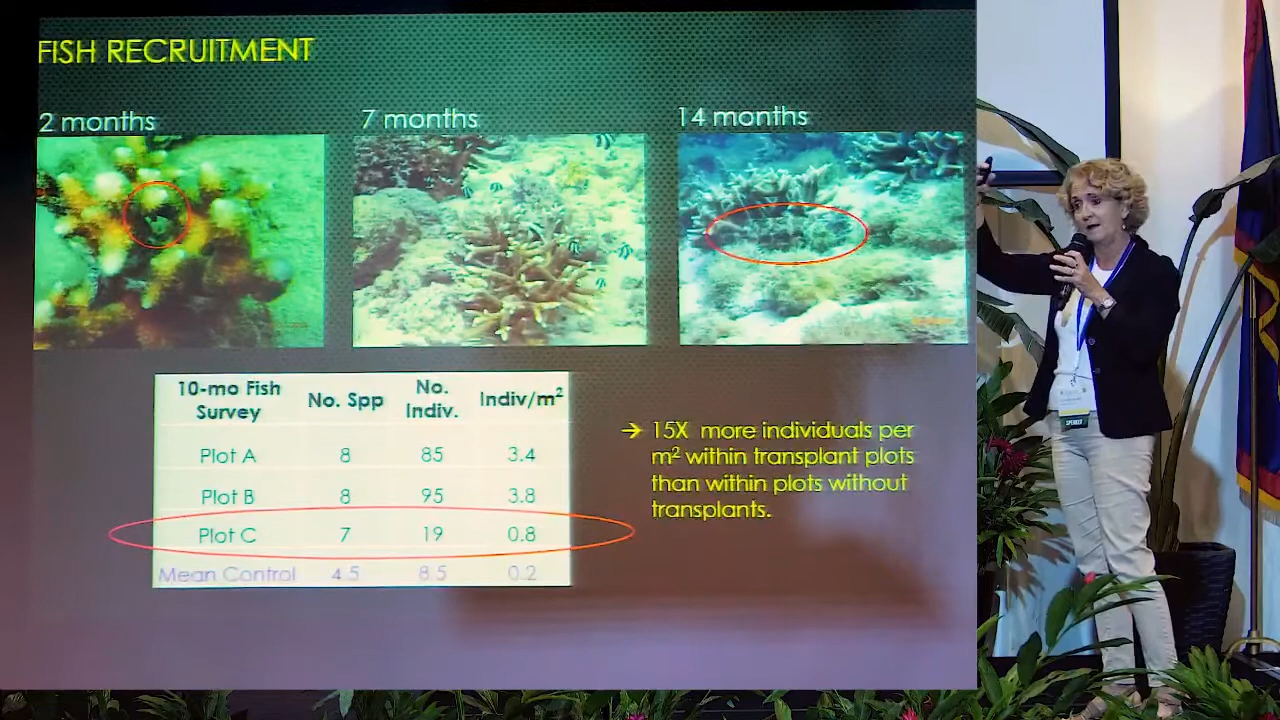 FISH RECRUITMENT
2 months
7 months
14 months
10-mo Fish Survey No. Spp No. Indiv. Indiv/m²
Plot A 8 85 3.4
Plot B 8 95 3.8
Plot C 7 19 0.8
Mean Control 4.5 8.5 0.2
→ 15X more individuals per
m² within transplant plots
than within plots without
transplants.
SPEAKER